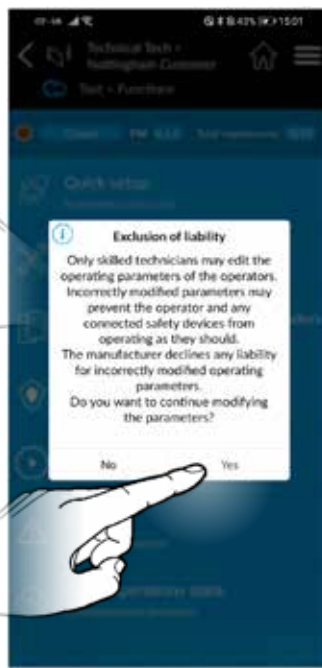 15:01
Technical Tech -
Nottingham Customer
Test - Functions
Quick setup
Exclusion of liability
Only skilled technicians may edit the
operating parameters of the operators.
Incorrectly modified parameters may
prevent the operator and any
connected safety devices from
operating as they should.
The manufacturer declines any liability
for incorrectly modified operating
parameters.
Do you want to continue modifying
the parameters?
No
Yes